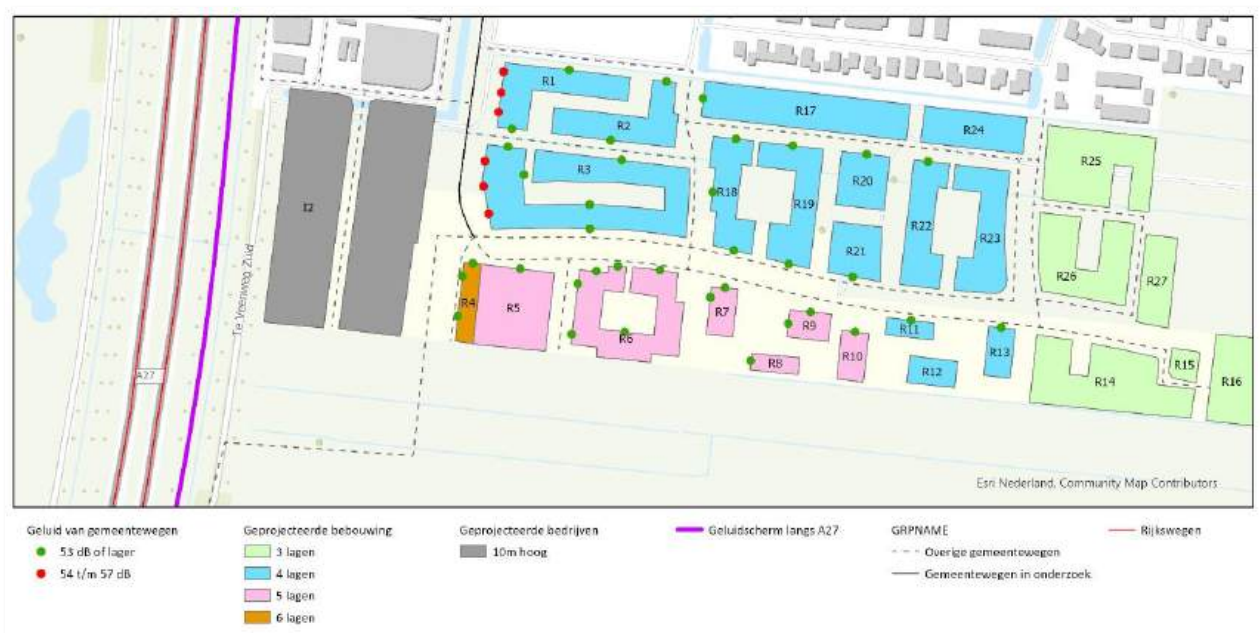 R1
R2
R17
R24
R25
R3
R18
R19
R20
R22
R23
R21
R26
R27
I2
Te Veenweg Zuid
R4
R5
R6
R7
R9
R8
R10
R11
R12
R13
R14
R15
R16
A27
Esri Nederland, Community Map Contributors
Geluid van gemeentewegen
53 dB of lager
54 t/m 57 dB
Geprojecteerde bebouwing
3 lagen
4 lagen
5 lagen
6 lagen
Geprojecteerde bedrijven
10m hoog
Geluidscherm langs A27
GRPNAME
Overige gemeentewegen
Gemeentewegen in onderzoek
Rijkswegen